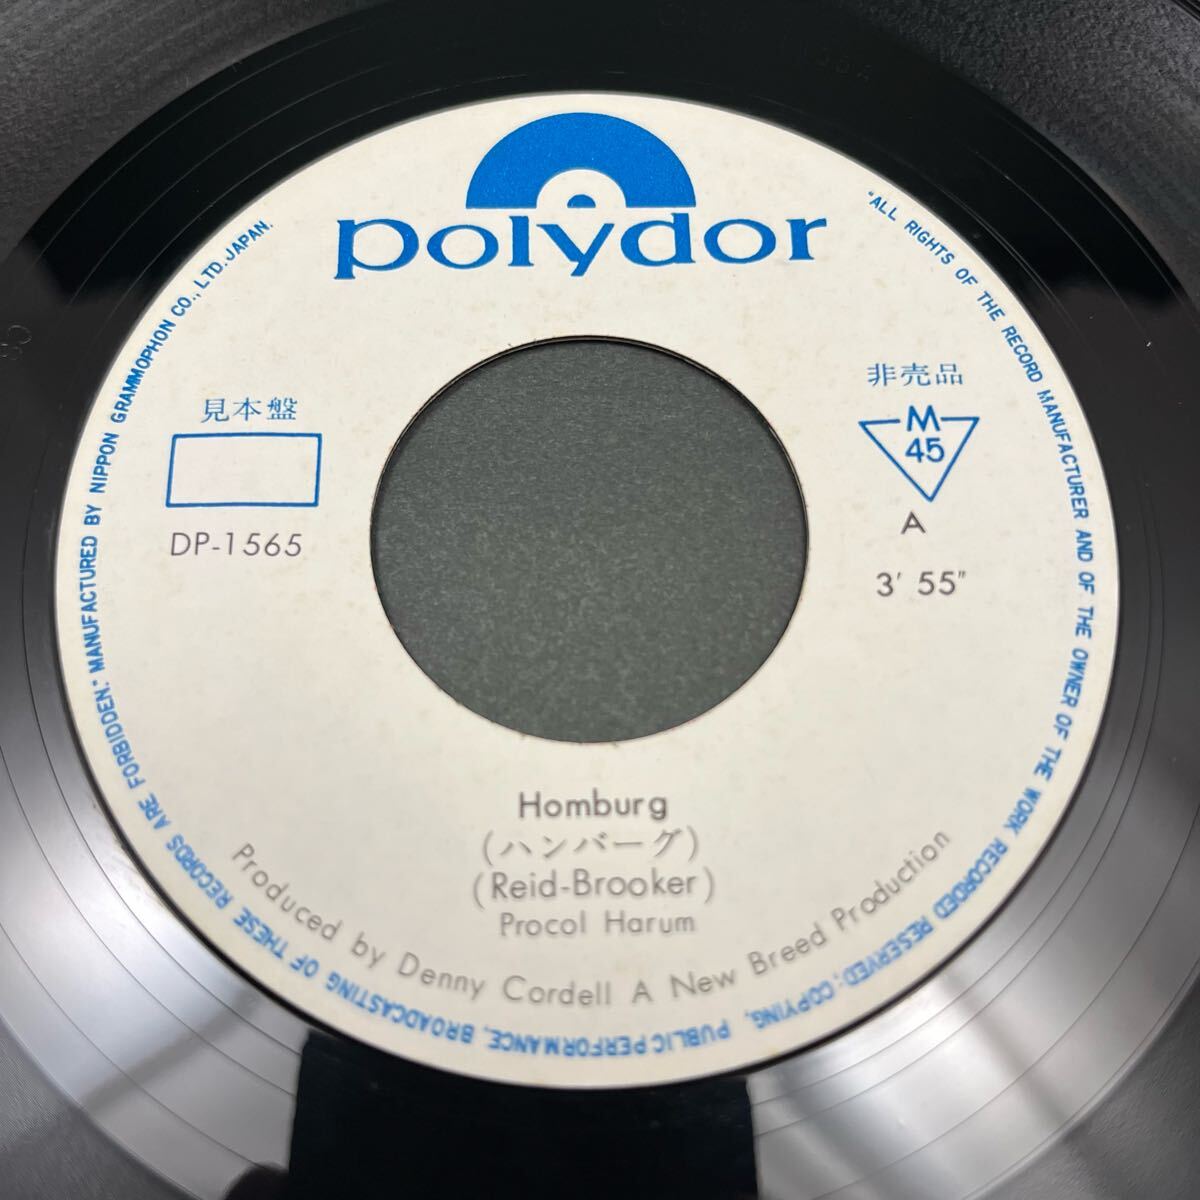 polydor
"ALL RIGHTS OF THE RECORD MANUFACTURER AND OF THE OWNER OF THE WORK RECORDED RESERVED; COPYING, PUBLIC PERFORMANCE, BROADCASTING OF THESE RECORDS ARE FORBIDDEN." MANUFACTURED BY NIPPON GRAMMOPHON CO., LTD. JAPAN.
見本盤
DP-1565
非売品
M
45
A
3' 55"
Homburg
(ハンバーグ)
(Reid-Brooker)
Procol Harum
Produced by Denny Cordell A New Breed Production